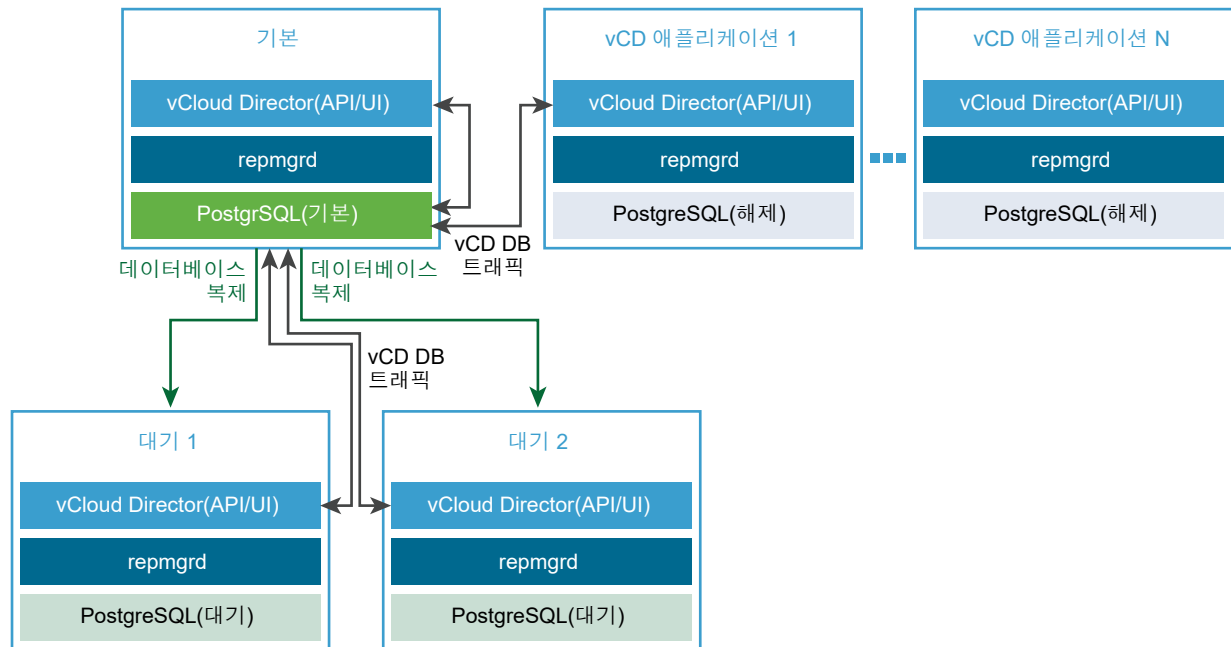 기본
vCloud Director(API/UI)
repmgrd
PostgrSQL(기본)
vCD 애플리케이션 1
vCloud Director(API/UI)
repmgrd
PostgreSQL(해제)
vCD 애플리케이션 N
vCloud Director(API/UI)
repmgrd
PostgreSQL(해제)
vCD DB
트래픽
데이터베이스
복제
데이터베이스
복제
vCD DB
트래픽
대기 1
vCloud Director(API/UI)
repmgrd
PostgreSQL(대기)
대기 2
vCloud Director(API/UI)
repmgrd
PostgreSQL(대기)